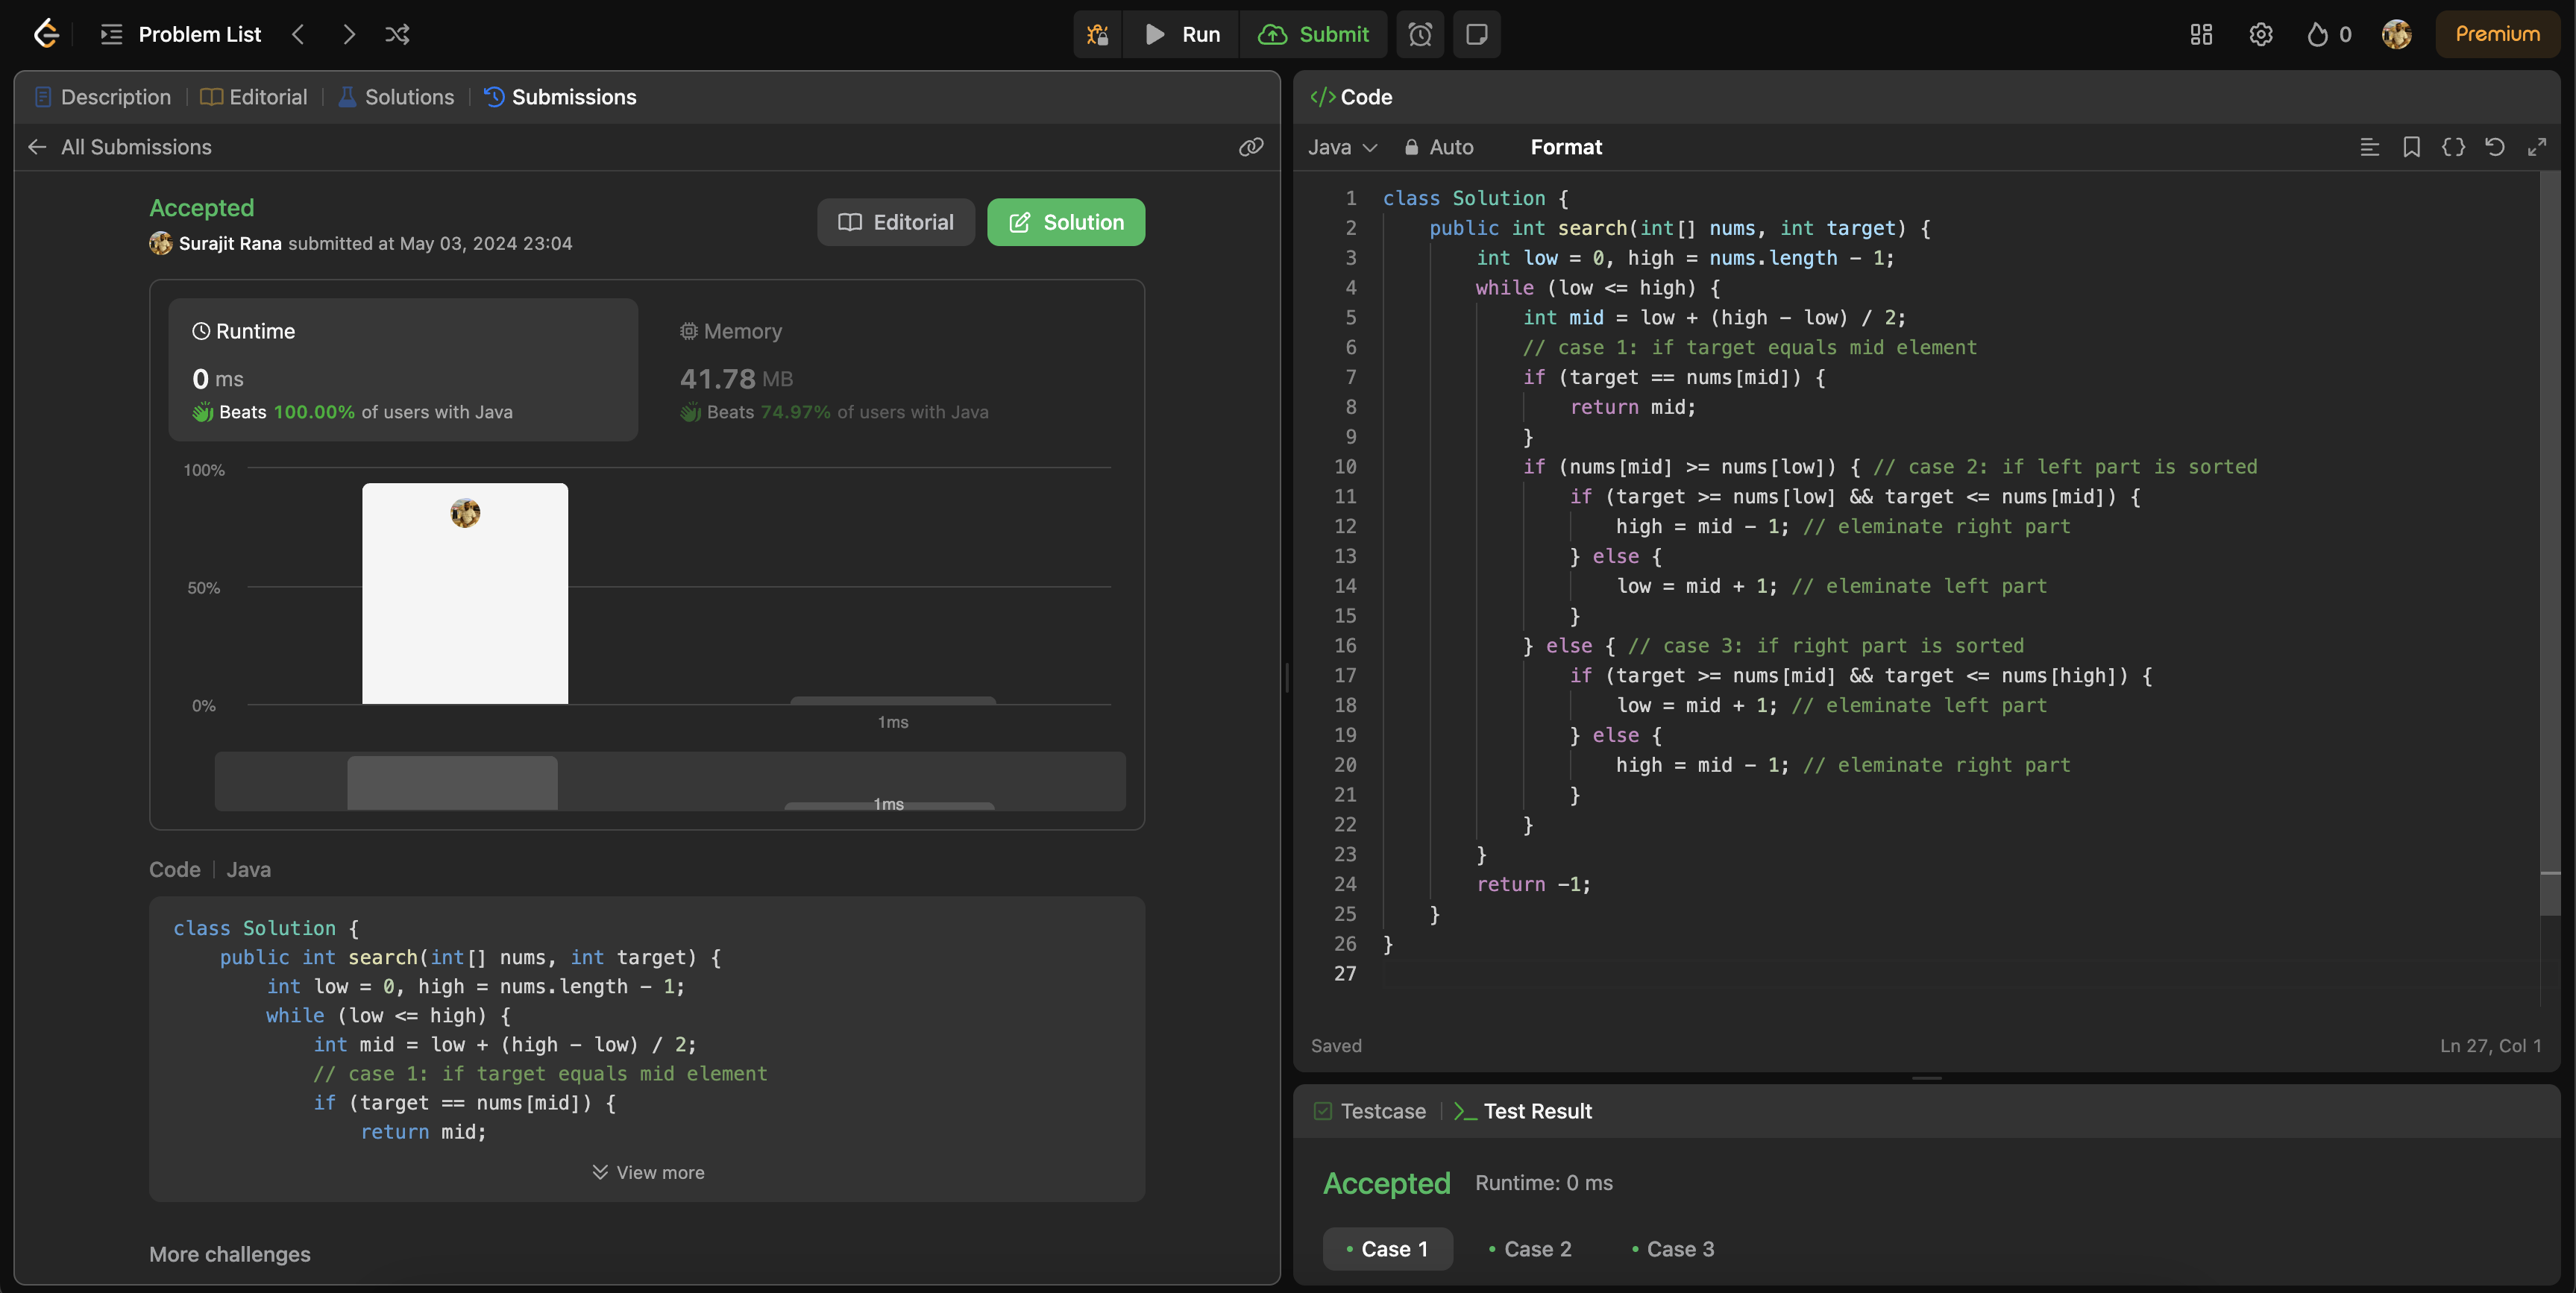 Problem List
Run
Submit
0
Premium
Description
Editorial
Solutions
Submissions
All Submissions
Accepted
Surajit Rana submitted at May 03, 2024 23:04
Editorial
Solution
Runtime
0 ms
Beats 100.00% of users with Java
Memory
41.78 MB
Beats 74.97% of users with Java
100%
50%
0%
1ms
1ms
Code
Java
class Solution {
    public int search(int[] nums, int target) {
        int low = 0, high = nums.length - 1;
        while (low <= high) {
            int mid = low + (high - low) / 2;
            // case 1: if target equals mid element
            if (target == nums[mid]) {
                return mid;
View more
More challenges
</> Code
Java
Auto
Format
1 class Solution {
2     public int search(int[] nums, int target) {
3         int low = 0, high = nums.length - 1;
4         while (low <= high) {
5             int mid = low + (high - low) / 2;
6             // case 1: if target equals mid element
7             if (target == nums[mid]) {
8                 return mid;
9             }
10             if (nums[mid] >= nums[low]) { // case 2: if left part is sorted
11                 if (target >= nums[low] && target <= nums[mid]) {
12                     high = mid - 1; // eleminate right part
13                 } else {
14                     low = mid + 1; // eleminate left part
15                 }
16             } else { // case 3: if right part is sorted
17                 if (target >= nums[mid] && target <= nums[high]) {
18                     low = mid + 1; // eleminate left part
19                 } else {
20                     high = mid - 1; // eleminate right part
21                 }
22             }
23         }
24         return -1;
25     }
26 }
27
Saved
Ln 27, Col 1
Testcase
Test Result
Accepted
Runtime: 0 ms
Case 1
Case 2
Case 3